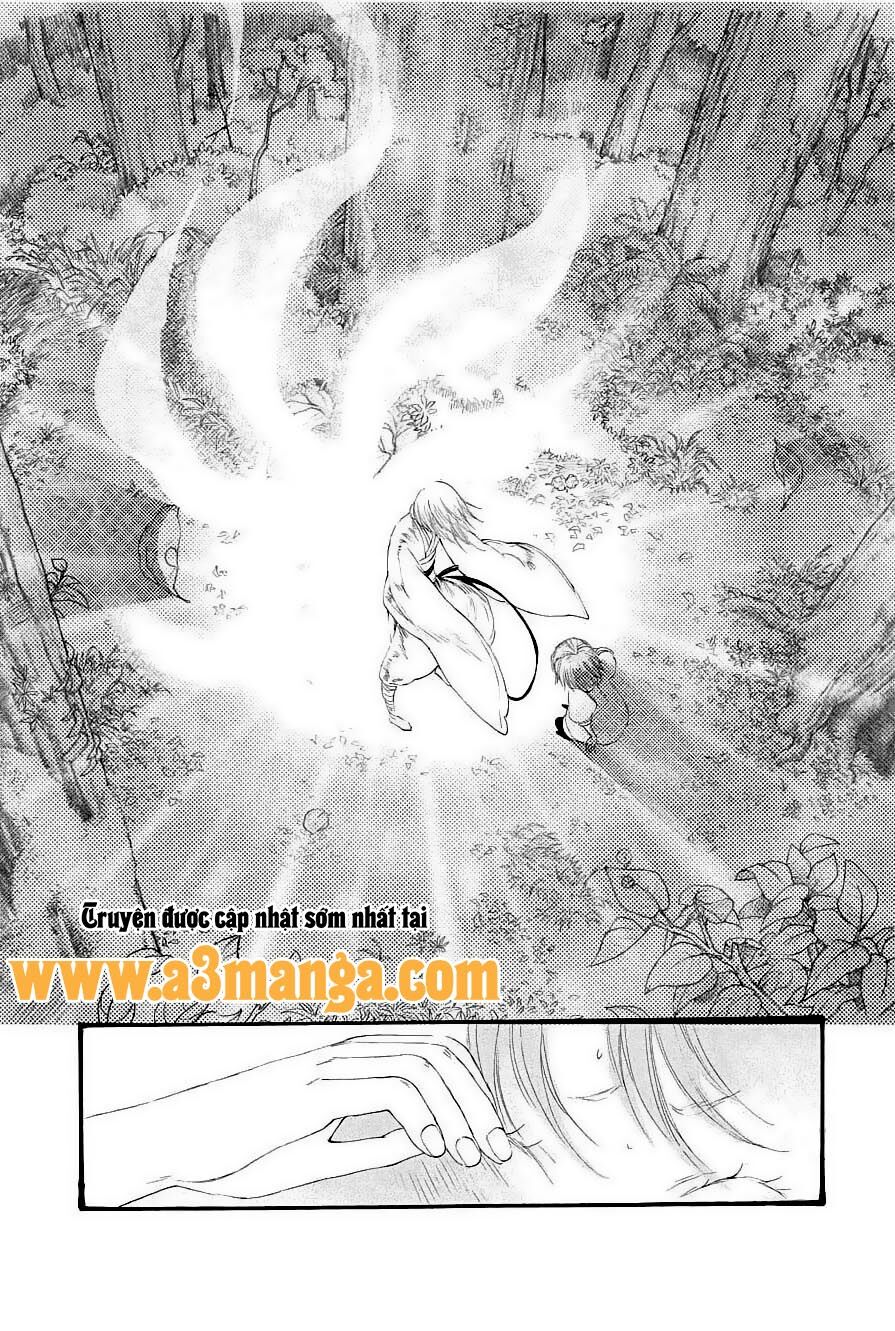 Truyện được cập nhật sớm nhất tại
www.a3manga.com